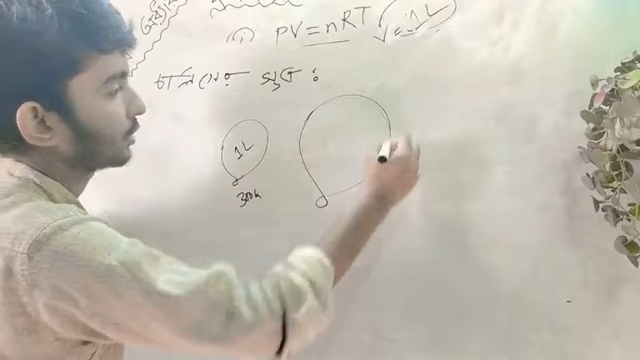 (i) PV=nRT V=1L
চার্লসের সূত্র :
1L
300k